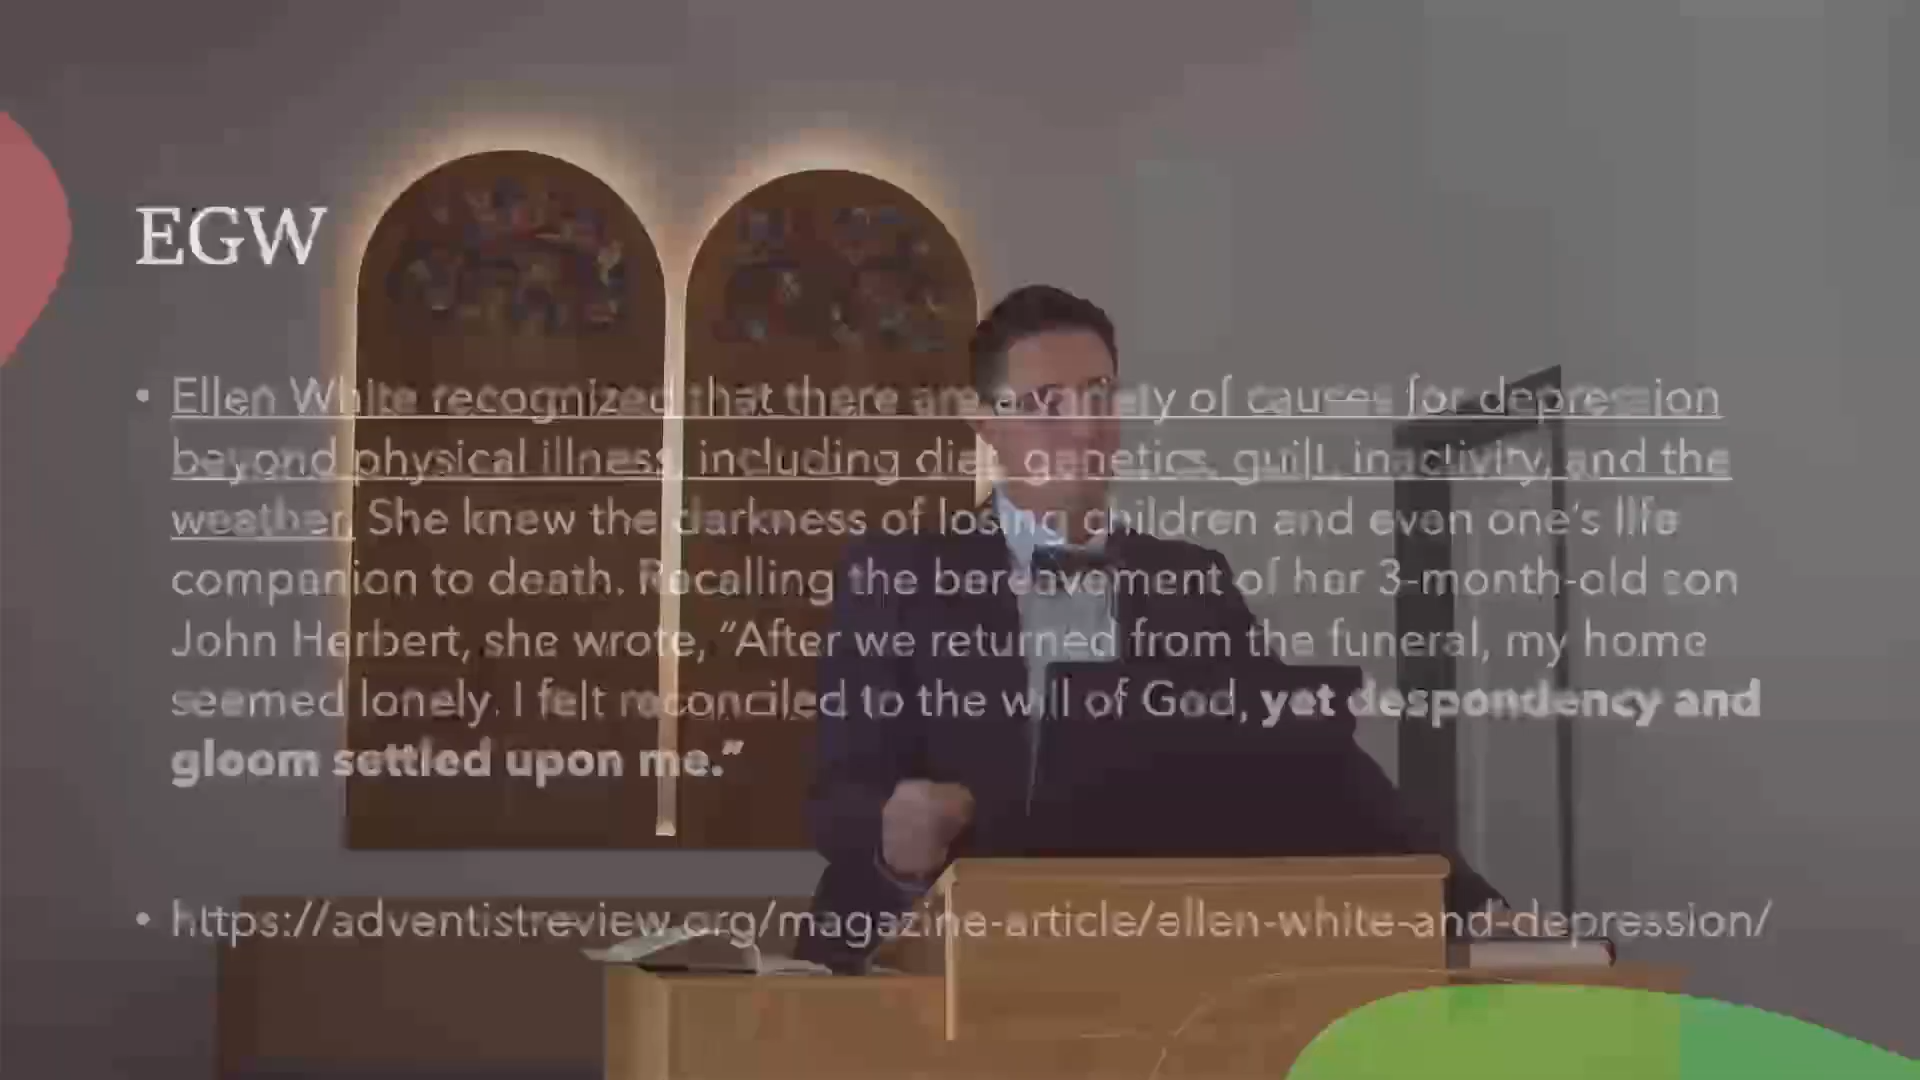 EGW
• Ellen White recognized that there are a variety of causes for depression
beyond physical illness, including diet, genetics, guilt, inactivity, and the
weather. She knew the darkness of losing children and even one’s life
companion to death. Recalling the bereavement of her 3-month-old son
John Herbert, she wrote, “After we returned from the funeral, my home
seemed lonely. I felt reconciled to the will of God, yet despondency and
gloom settled upon me.”
• https://adventistreview.org/magazine-article/ellen-white-and-depression/